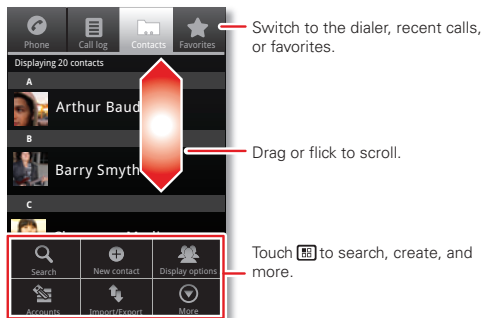 Phone
Call log
Contacts
Favorites
Switch to the dialer, recent calls,
or favorites.
Displaying 20 contacts
A
Arthur Baud
B
Barry Smyth
Drag or flick to scroll.
C
Search
New contact
Display options
Touch to search, create, and
more.
Accounts
Import/Export
More